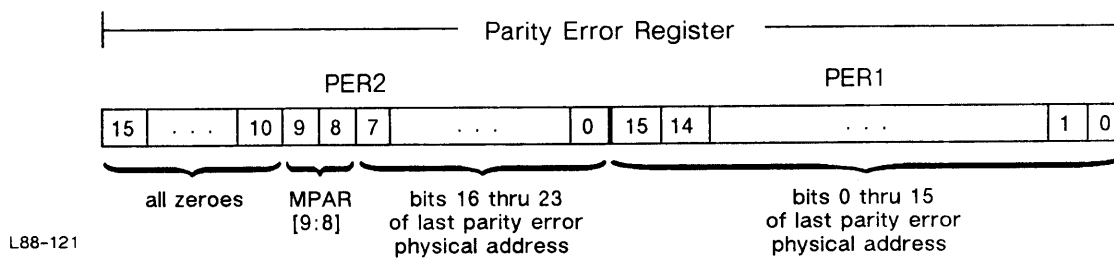 Parity Error Register
PER2 PER1
15 . . . 10 9 8 7 . . . 0 15 14 . . . 1 0
all zeroes MPAR bits 16 thru 23 bits 0 thru 15
[9:8] of last parity error of last parity error
L88-121 physical address physical address